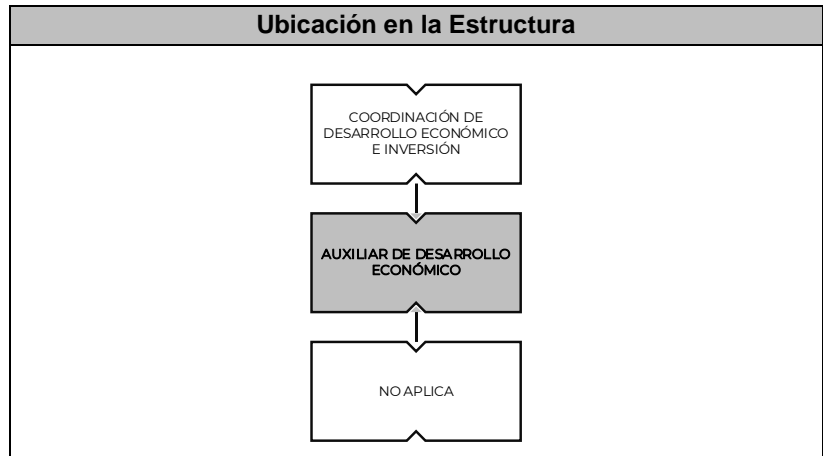 Ubicación en la Estructura
COORDINACIÓN DE
DESARROLLO ECONÓMICO
E INVERSIÓN
AUXILIAR DE DESARROLLO
ECONÓMICO
NO APLICA